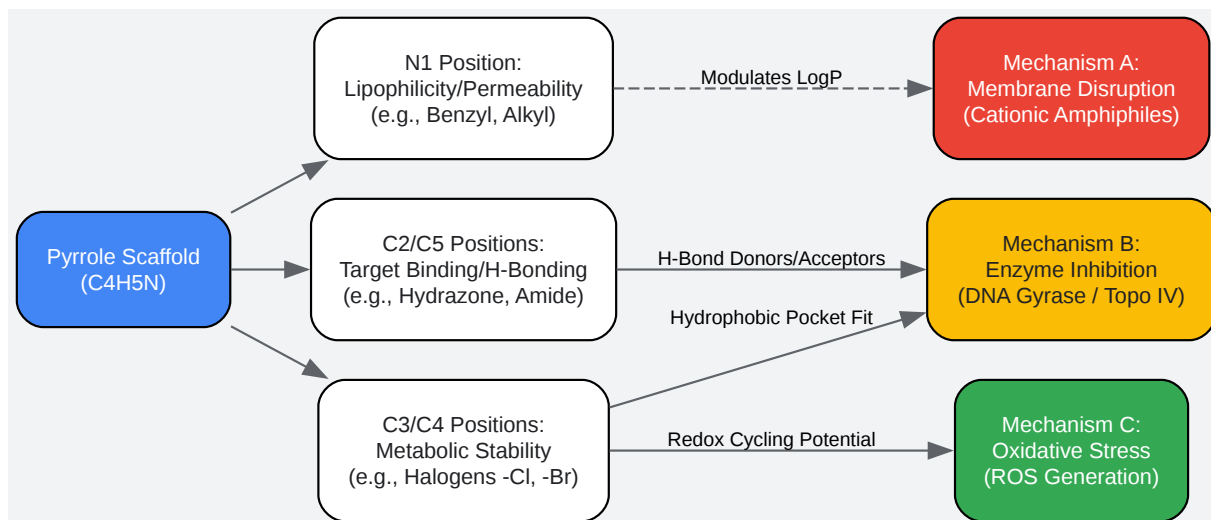 Pyrrole Scaffold
(C4H5N)
N1 Position:
Lipophilicity/Permeability
(e.g., Benzyl, Alkyl)
Modulates LogP
Mechanism A:
Membrane Disruption
(Cationic Amphiphiles)
C2/C5 Positions:
Target Binding/H-Bonding
(e.g., Hydrazone, Amide)
H-Bond Donors/Acceptors
Mechanism B:
Enzyme Inhibition
(DNA Gyrase / Topo IV)
Hydrophobic Pocket Fit
C3/C4 Positions:
Metabolic Stability
(e.g., Halogens -Cl, -Br)
Redox Cycling Potential
Mechanism C:
Oxidative Stress
(ROS Generation)